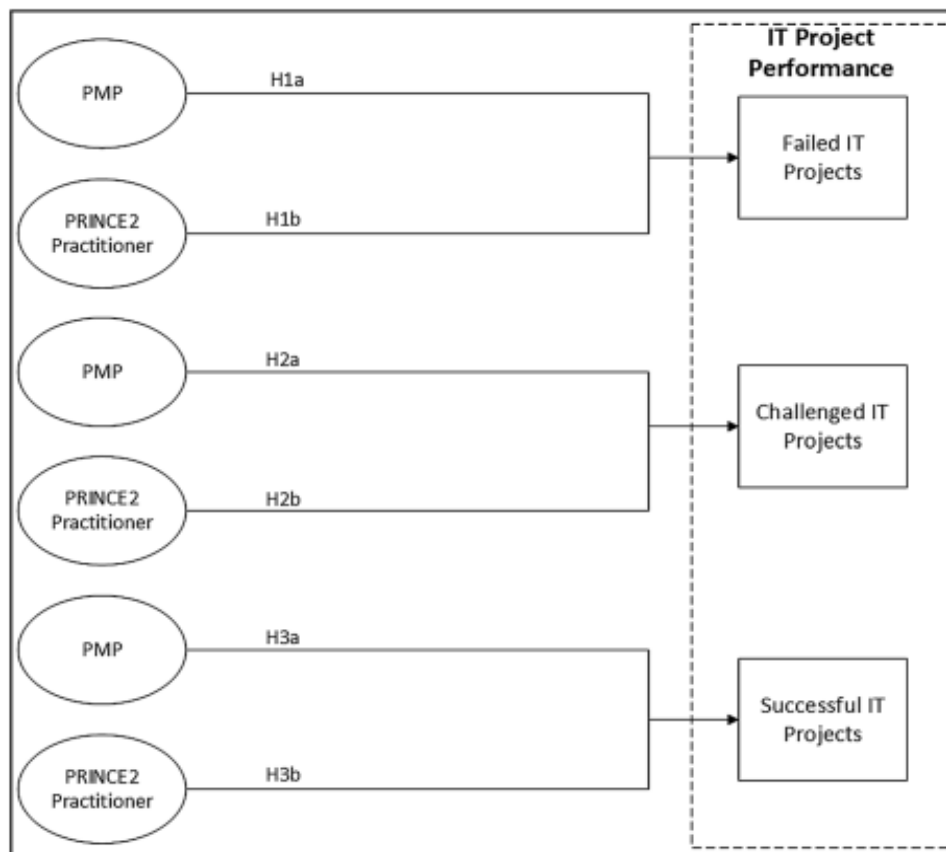 IT Project
Performance
PMP
H1a
Failed IT
Projects
PRINCE2
Practitioner
H1b
PMP
H2a
Challenged IT
Projects
PRINCE2
Practitioner
H2b
PMP
H3a
Successful IT
Projects
PRINCE2
Practitioner
H3b